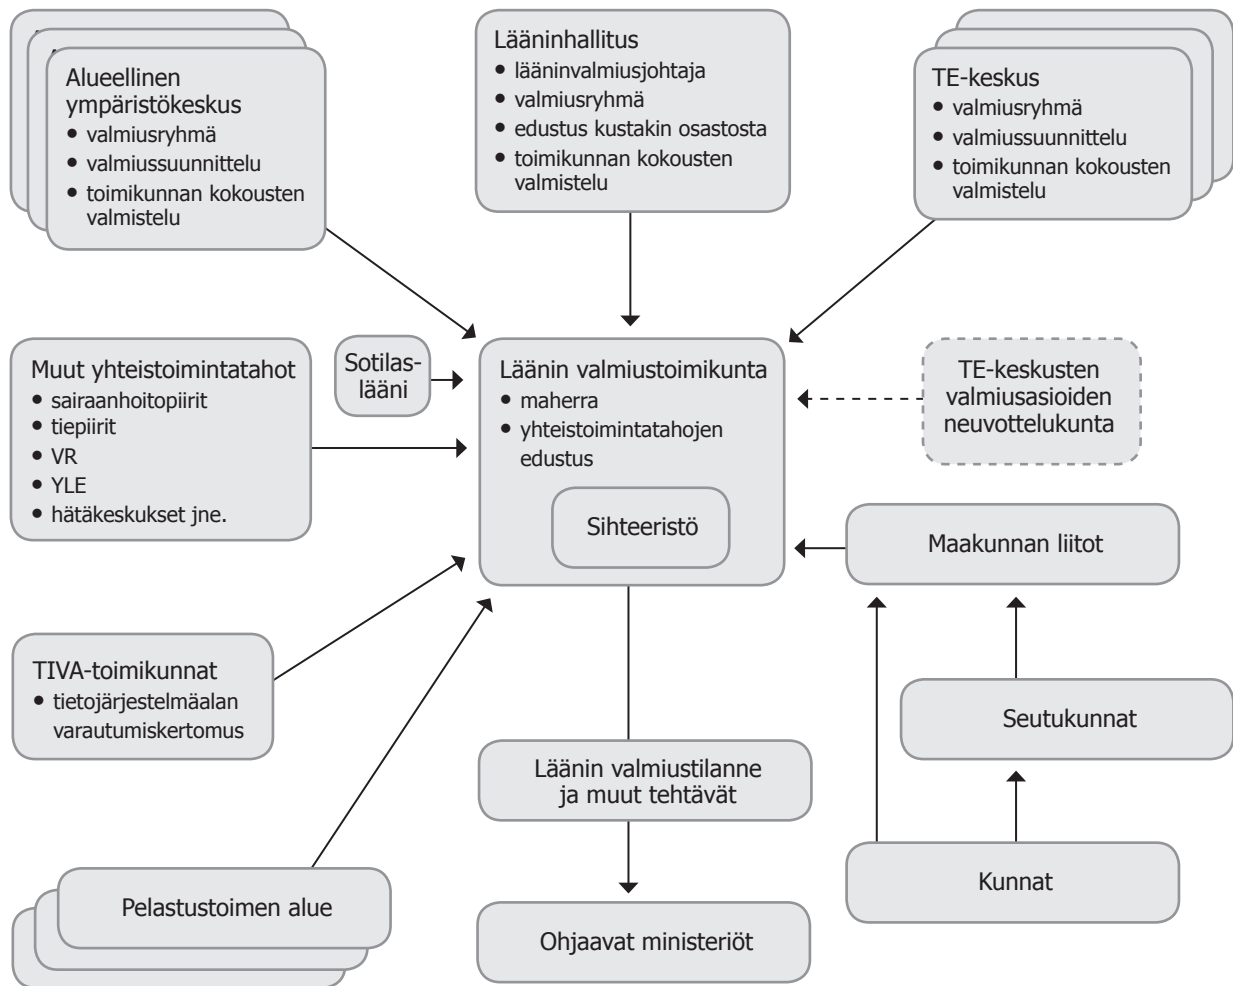 Alueellinen
ympäristökeskus
• valmiusryhmä
• valmiussuunnittelu
• toimikunnan kokousten
valmistelu
Lääninhallitus
• lääninvalmiusjohtaja
• valmiusryhmä
• edustus kustakin osastosta
• toimikunnan kokousten
valmistelu
TE-keskus
• valmiusryhmä
• valmiussuunnittelu
• toimikunnan kokousten
valmistelu
Muut yhteistoimintatahot
• sairaanhoitopiirit
• tiepiirit
• VR
• YLE
• hätäkeskukset jne.
Sotilas-
lääni
Läänin valmiustoimikunta
• maherra
• yhteistoimintatahojen
edustus
Sihteeristö
TE-keskusten
valmiusasioiden
neuvottelukunta
Maakunnan liitot
TIVA-toimikunnat
• tietojärjestelmäalan
varautumiskertomus
Seutukunnat
Läänin valmiustilanne
ja muut tehtävät
Kunnat
Pelastustoimen alue
Ohjaavat ministeriöt